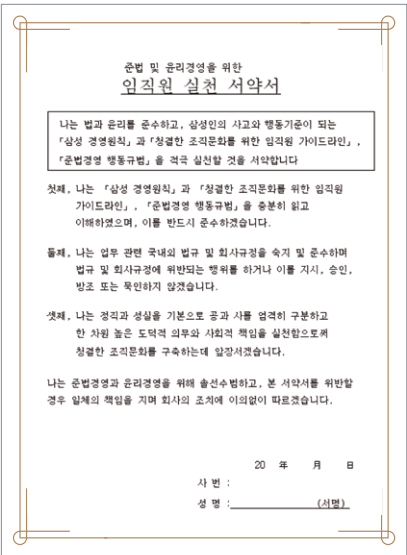 준법 및 윤리경영을 위한
임직원 실천 서약서
나는 법과 윤리를 준수하고, 삼성인의 사고와 행동기준이 되는
「삼성 경영원칙」과「청결한 조직문화를 위한 임직원 가이드라인」,
「준법경영 행동규범」을 적극 실천할 것을 서약합니다
첫째, 나는 「삼성 경영원칙」과 「청결한 조직문화를 위한 임직원
가이드라인」, 「준법경영 행동규범」을 충분히 읽고
이해하였으며, 이를 반드시 준수하겠습니다.
둘째, 나는 업무 관련 국내외 법규 및 회사규정을 숙지 및 준수하며
법규 및 회사규정에 위반되는 행위를 하거나 이를 지시, 승인,
방조 또는 묵인하지 않겠습니다.
셋째, 나는 정직과 성실을 기본으로 공과 사를 엄격히 구분하고
한 차원 높은 도덕적 의무와 사회적 책임을 실천함으로써
청결한 조직문화를 구축하는데 앞장서겠습니다.
나는 준법경영과 윤리경영을 위해 솔선수범하고, 본 서약서를 위반할
경우 일체의 책임을 지며 회사의 조치에 이의없이 따르겠습니다.
20 년 월 일
사 번 :
성 명 : (서명)